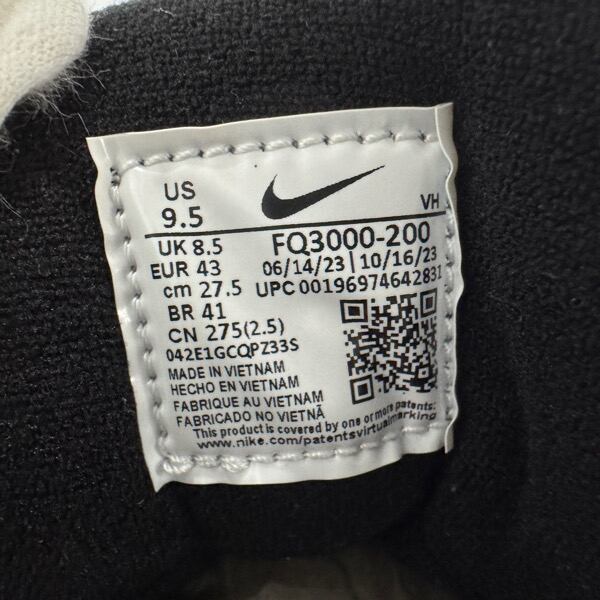 US
9.5
VH
UK 8.5
FQ3000-200
EUR 43
06/14/23 | 10/16/23
cm 27.5
UPC 00196974642831
BR 41
CN 275(2.5)
042E1GCQPZ33S
MADE IN VIETNAM
HECHO EN VIETNAM
FABRIQUE AU VIETNAM
FABRICADO NO VIETNÃ
This product is covered by one or more patents:
www.nike.com/patentsvirtualmarking